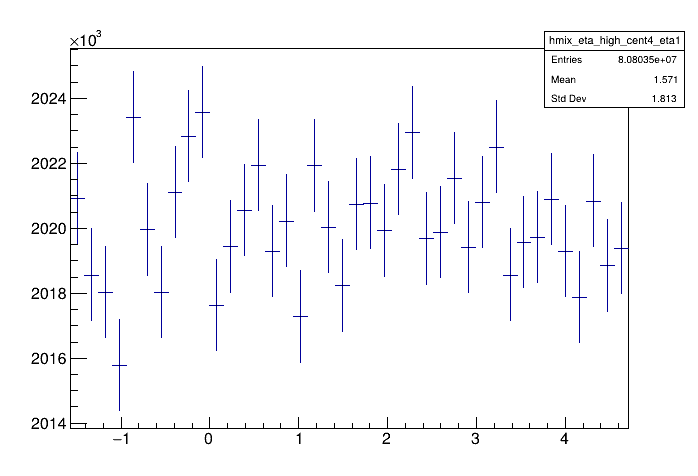 ×10³
hmix_eta_high_cent4_eta1
Entries 8.08035e+07
Mean 1.571
Std Dev 1.813
2024
2022
2020
2018
2016
2014
−1 0 1 2 3 4